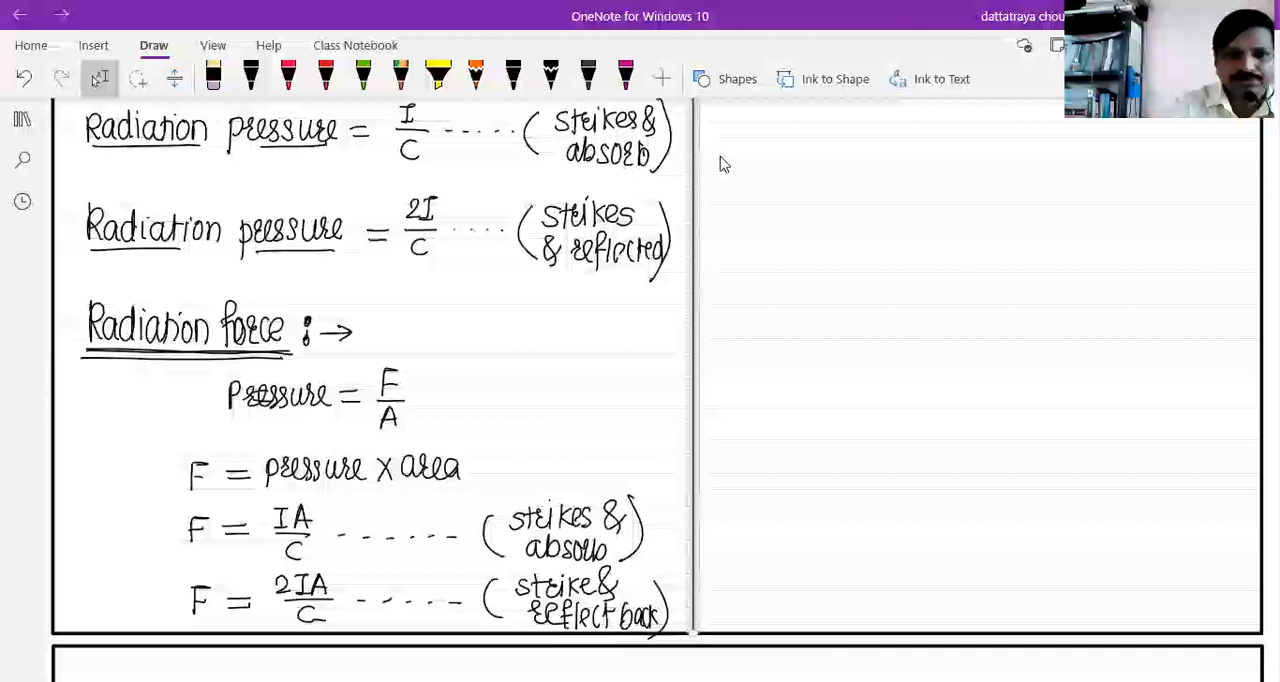 OneNote for Windows 10
dattatraya chou
Home Insert Draw View Help Class Notebook
Shapes Ink to Shape Ink to Text
Radiation pressure = I/C ..... (strikes & absorb)
Radiation pressure = 2I/C ..... (strikes & reflected)
Radiation force : →
Pressure = F/A
F = pressure × area
F = IA/C ....... (strikes & absorb)
F = 2IA/C ...... (strike & reflect back)